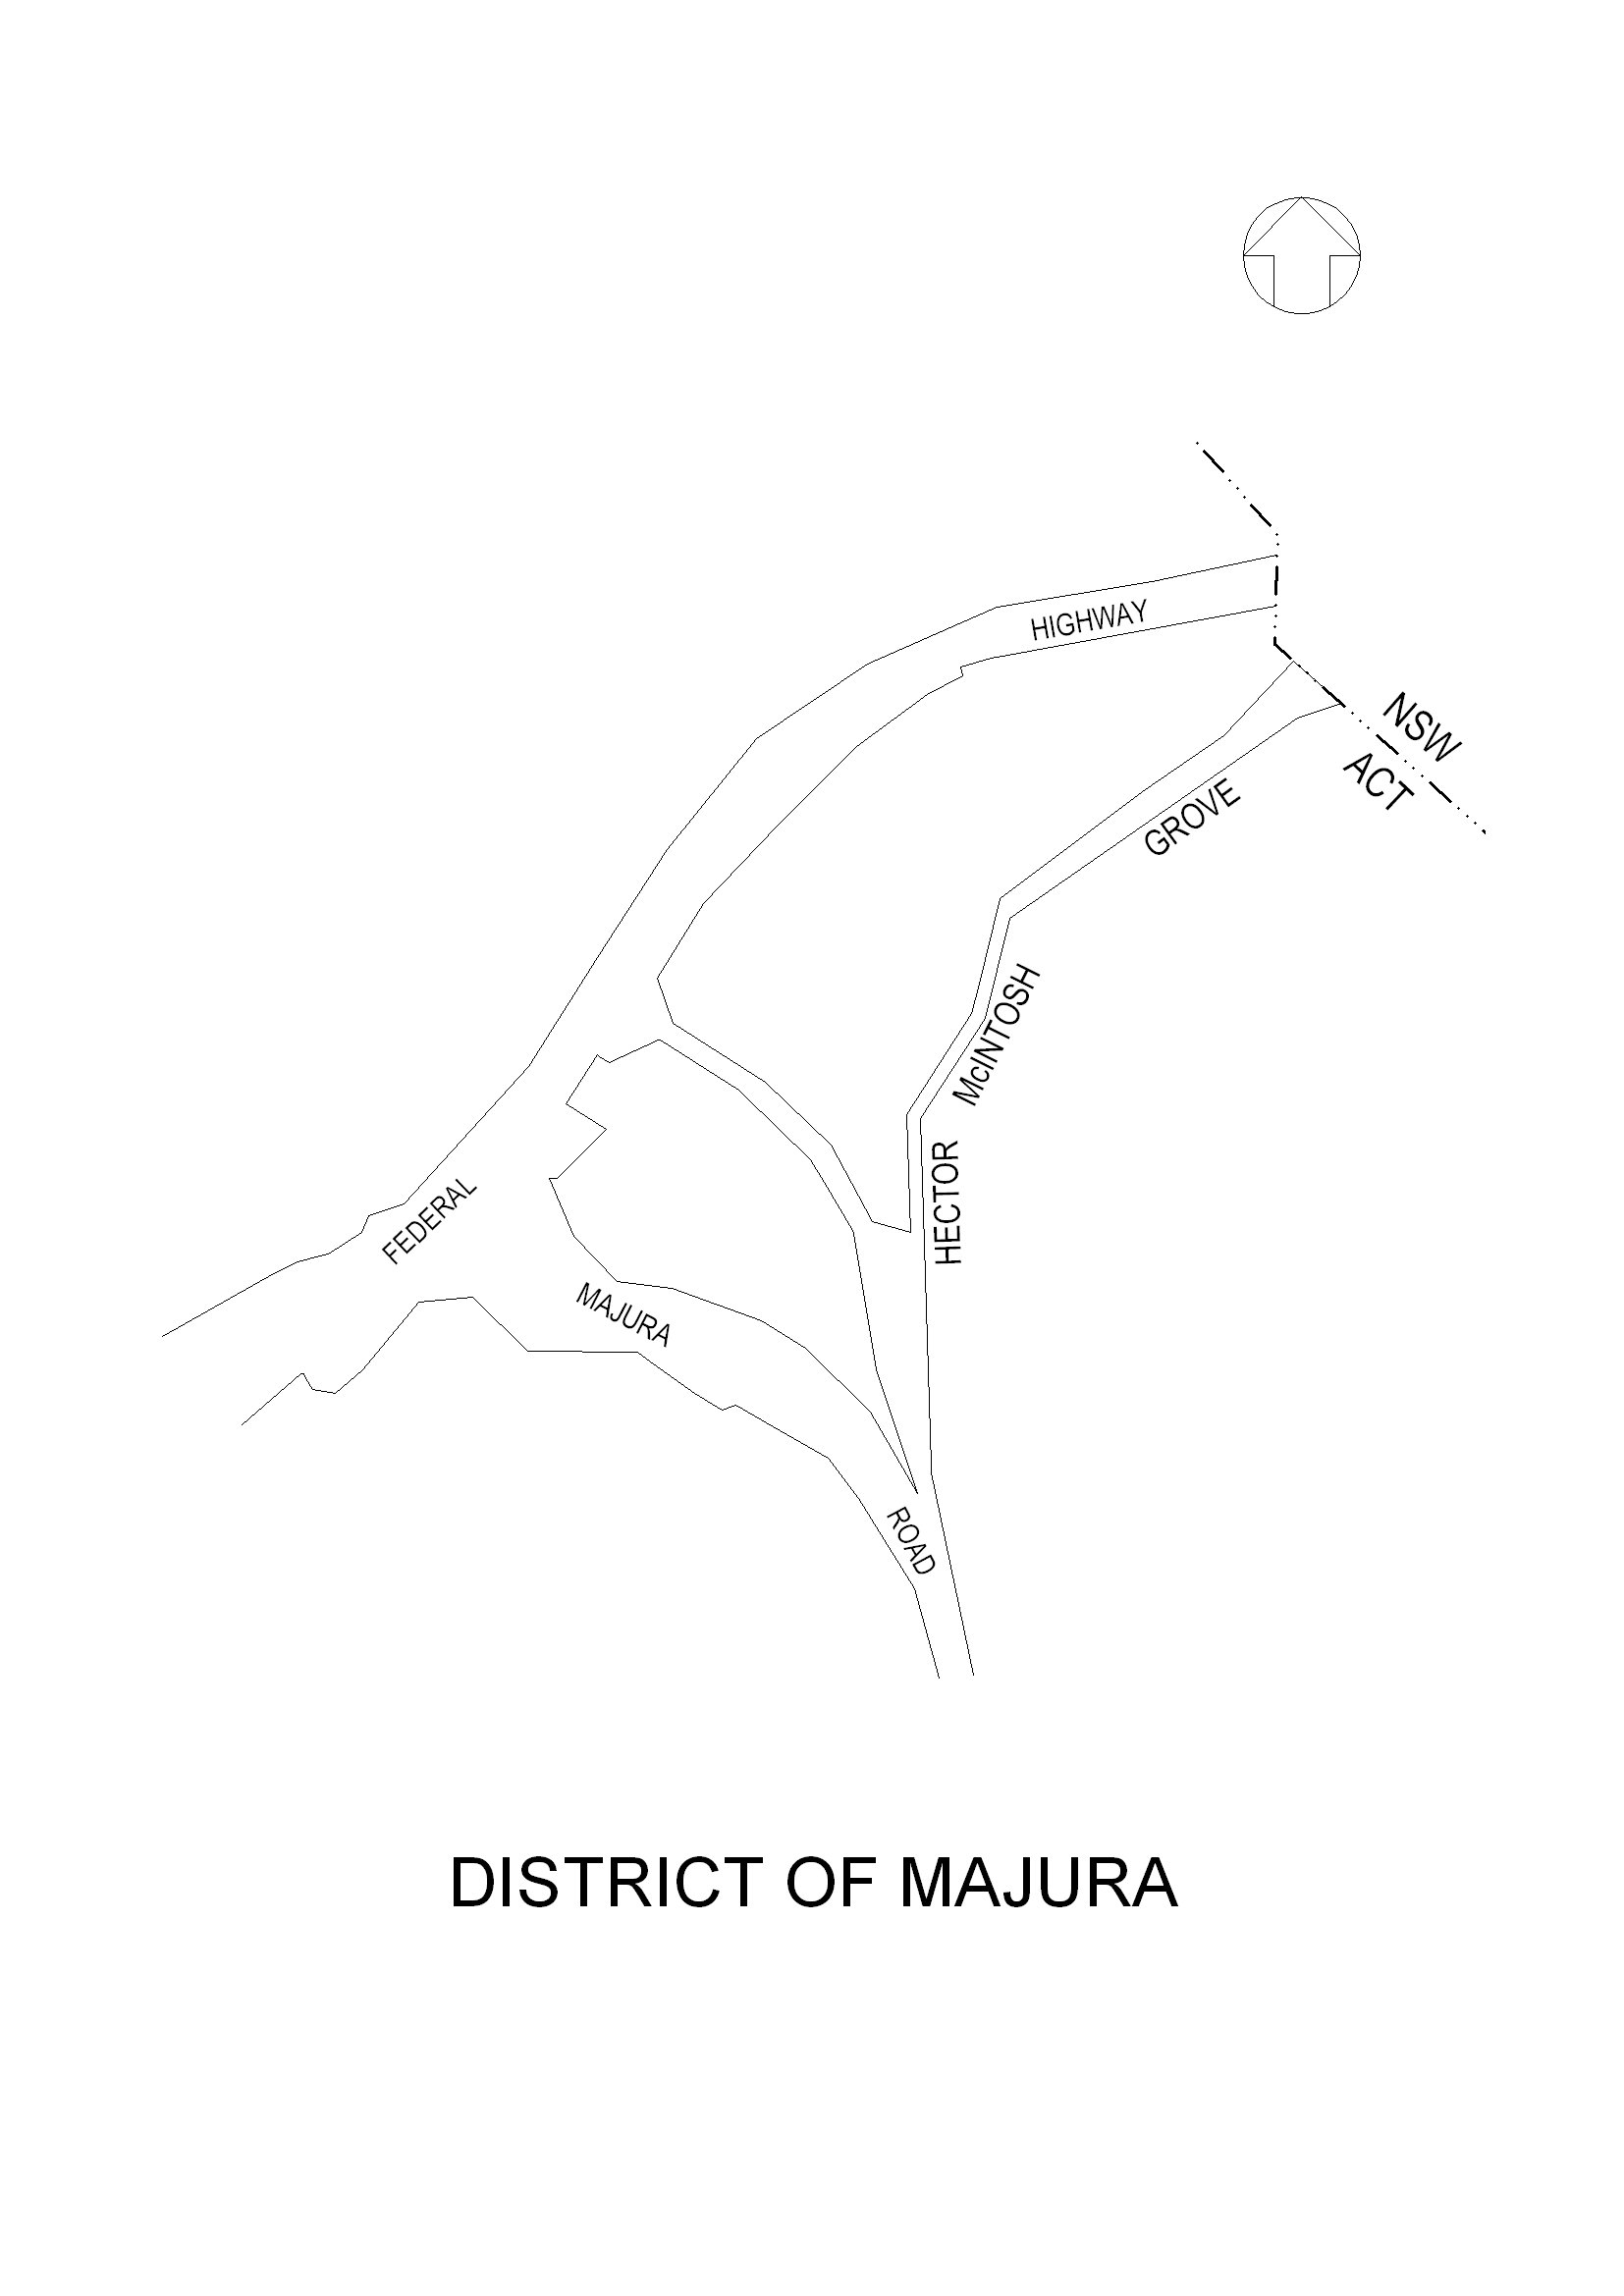 HIGHWAY
NSW
ACT
GROVE
McINTOSH
HECTOR
FEDERAL
MAJURA
ROAD
DISTRICT OF MAJURA